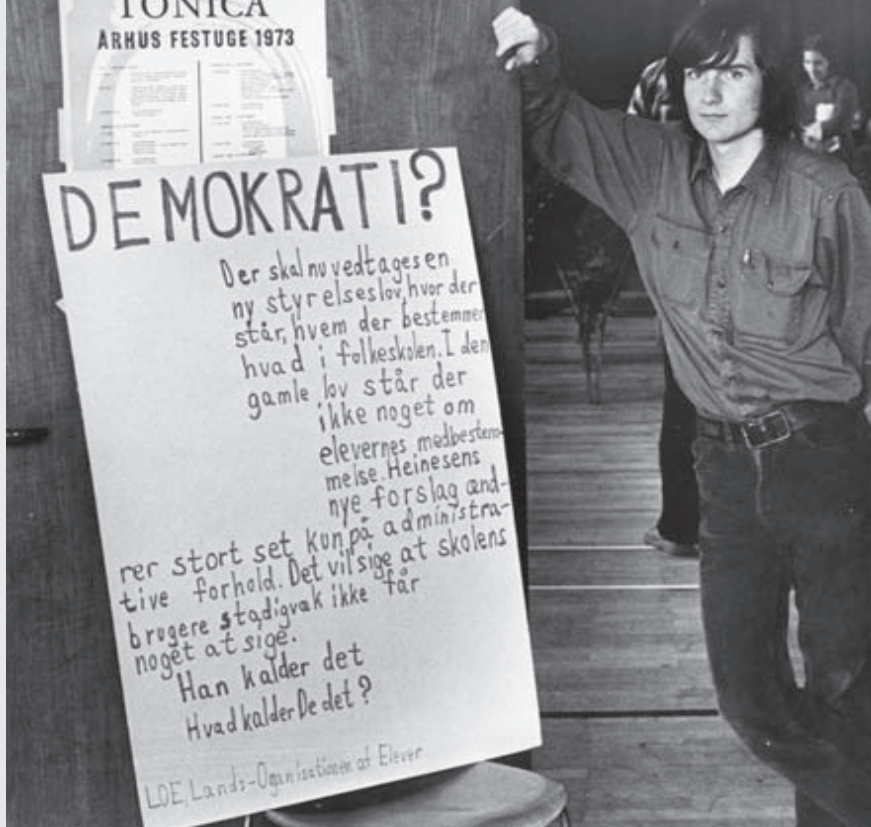 TONICA
ÅRHUS FESTUGE 1973
DEMOKRATI?
Der skal nu vedtages en
ny styrelseslov, hvor der
står, hvem der bestemmer
hvad i folkeskolen. I den
gamle lov står der
ikke noget om
elevernes medbestem-
melse. Heinesens
nye forslag ænd-
rer stort set kun på administra-
tive forhold. Det vil sige at skolens
brugere stadigvæk ikke får
noget at sige.
Han kalder det
Hvad kalder De det?
LOE, Lands-Oganisationen af Elever